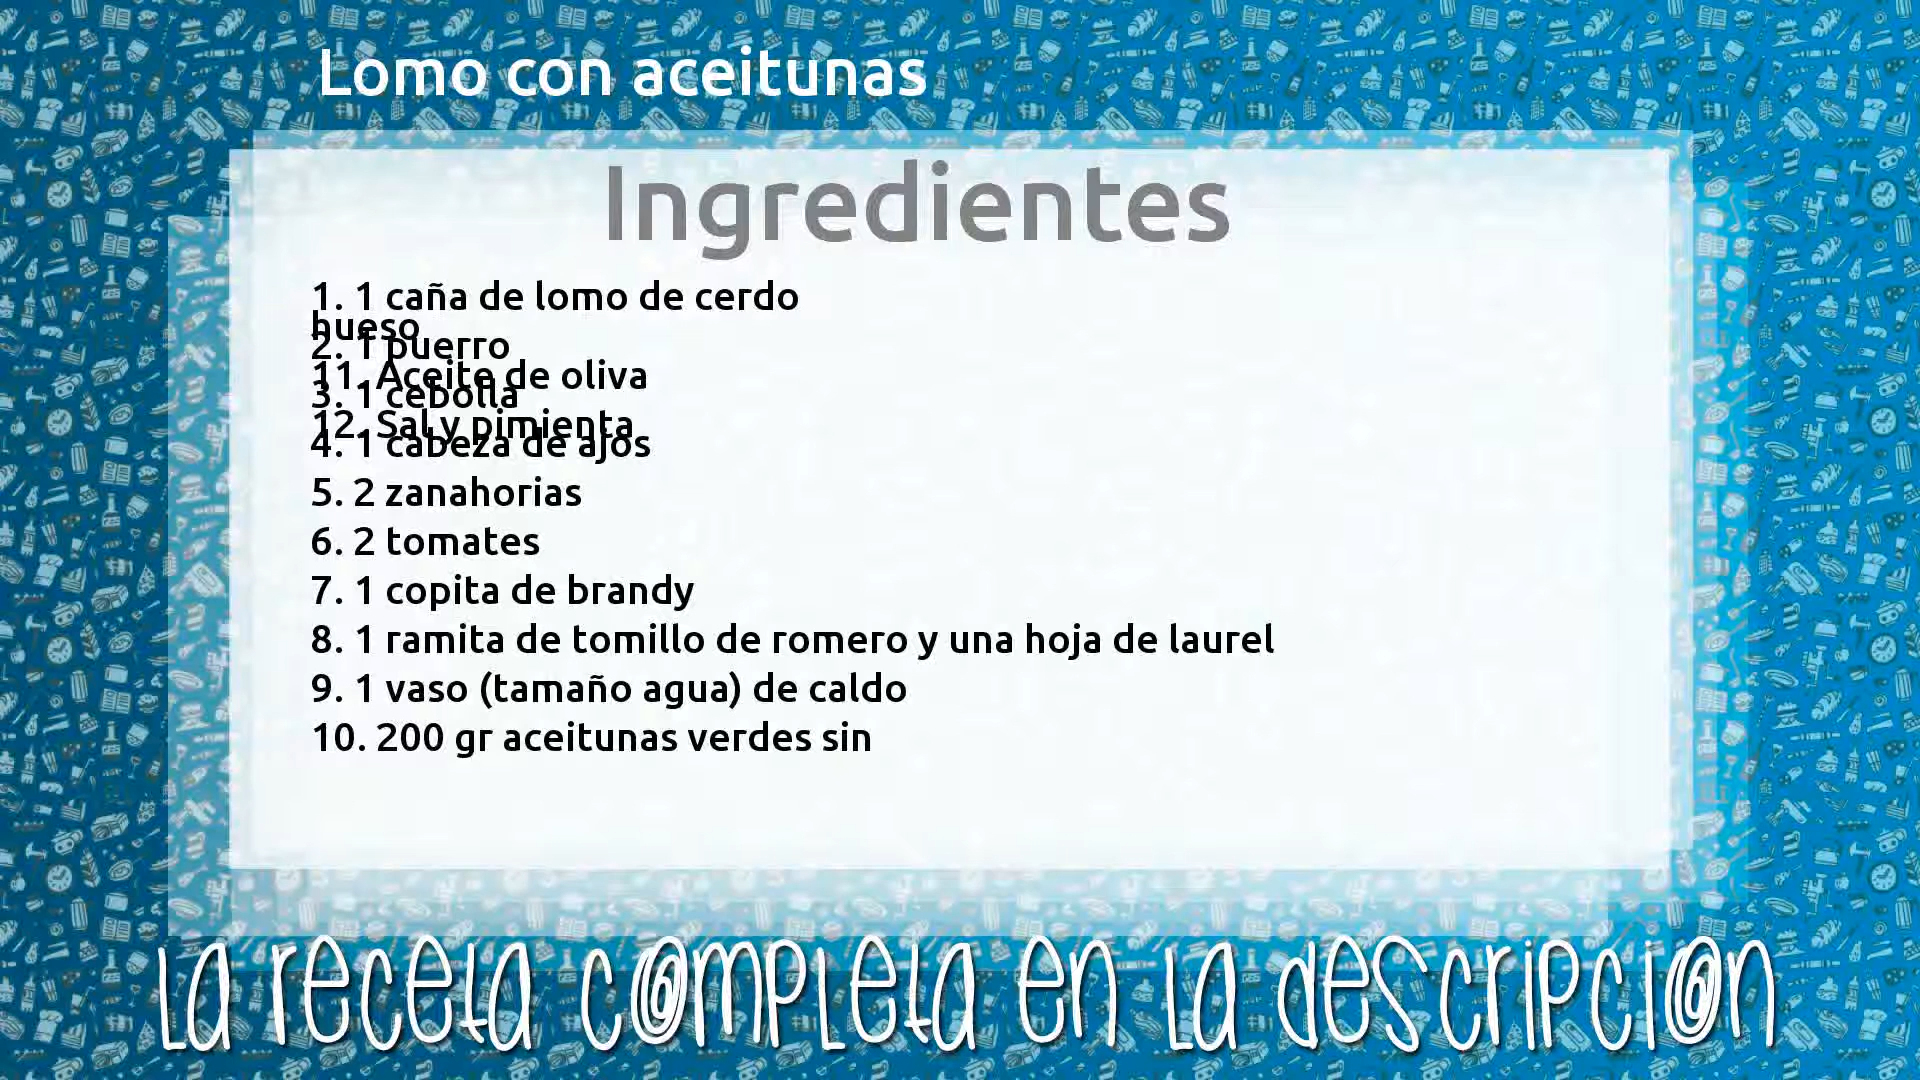 Lomo con aceitunas
Ingredientes
1. 1 caña de lomo de cerdo
hueso
2. 1 puerro
11. Aceite de oliva
3. 1 cebolla
12. Sal y pimienta
4. 1 cabeza de ajos
5. 2 zanahorias
6. 2 tomates
7. 1 copita de brandy
8. 1 ramita de tomillo de romero y una hoja de laurel
9. 1 vaso (tamaño agua) de caldo
10. 200 gr aceitunas verdes sin
La receta c@mpleta en la descripci@n